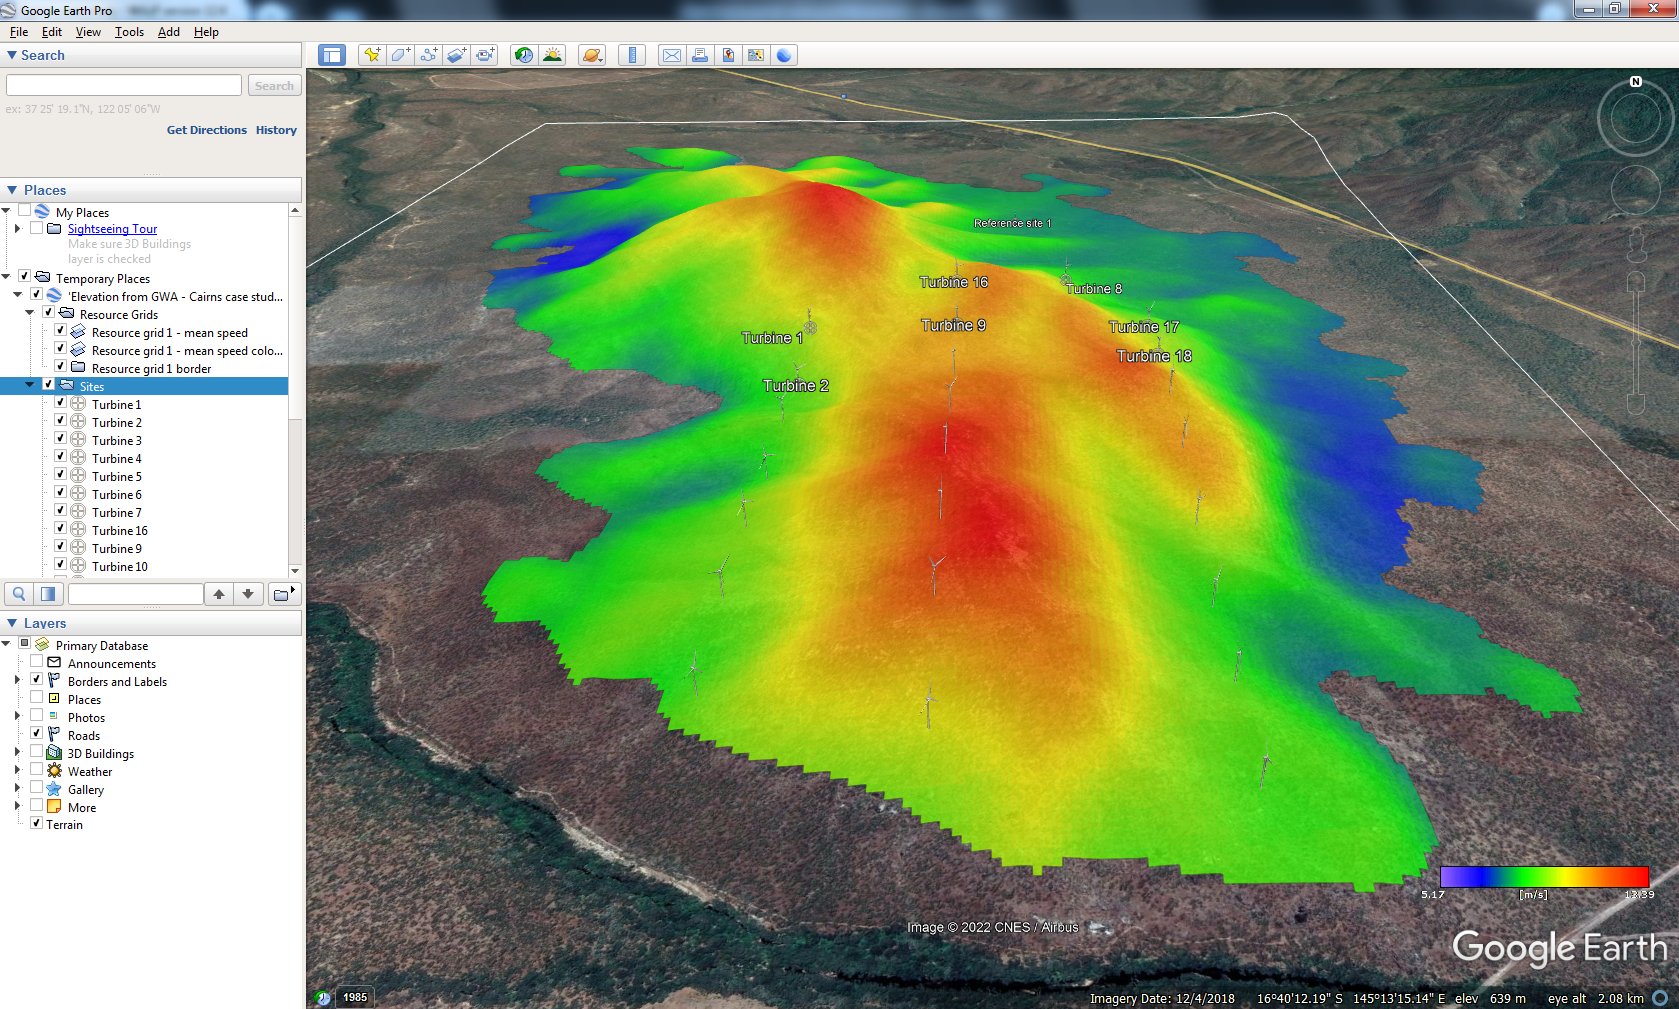 Google Earth Pro
File Edit View Tools Add Help
Search
Search
ex: 37 25' 19.1"N, 122 05' 06"W
Get Directions History
Places
My Places
Sightseeing Tour
Make sure 3D Buildings
layer is checked
Temporary Places
'Elevation from GWA - Cairns case stud...
Resource Grids
Resource grid 1 - mean speed
Resource grid 1 - mean speed colo...
Resource grid 1 border
Sites
Turbine 1
Turbine 2
Turbine 3
Turbine 4
Turbine 5
Turbine 6
Turbine 7
Turbine 16
Turbine 9
Turbine 10
Layers
Primary Database
Announcements
Borders and Labels
Places
Photos
Roads
3D Buildings
Weather
Gallery
More
Terrain
N
Reference site 1
Turbine 16
Turbine 8
Turbine 9
Turbine 17
Turbine 1
Turbine 18
Turbine 2
5.17 [m/s] 13.39
Image © 2022 CNES / Airbus
Google Earth
1985
Imagery Date: 12/4/2018 16°40'12.19" S 145°13'15.14" E elev 639 m eye alt 2.08 km